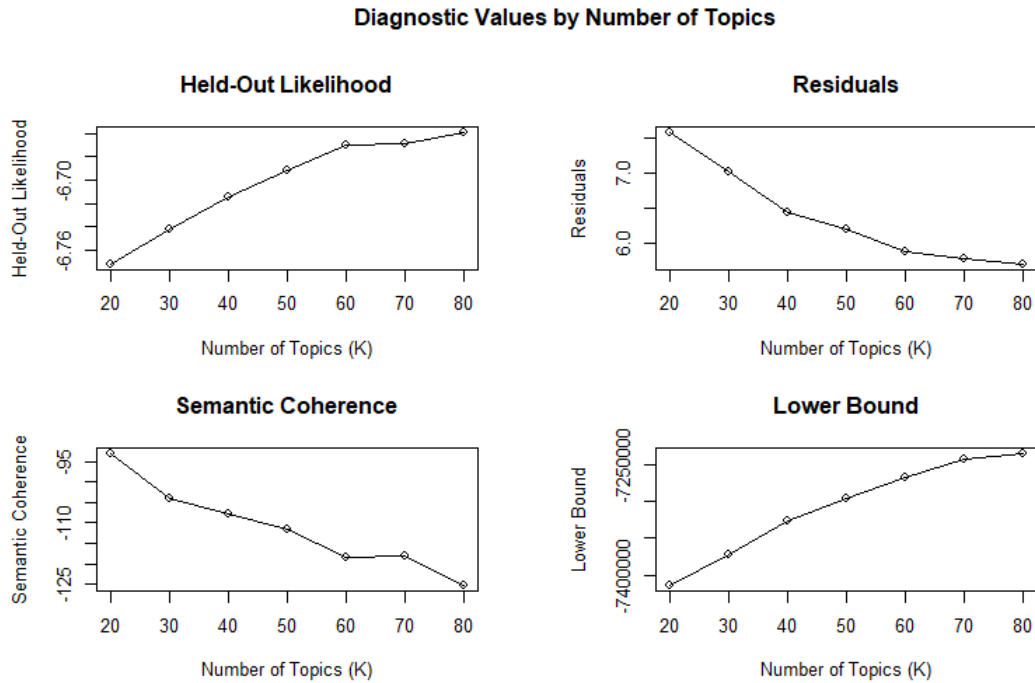 Diagnostic Values by Number of Topics
Held-Out Likelihood
Held-Out Likelihood
-6.70
-6.76
20 30 40 50 60 70 80
Number of Topics (K)
Residuals
Residuals
7.0
6.0
20 30 40 50 60 70 80
Number of Topics (K)
Semantic Coherence
Semantic Coherence
-95
-110
-125
20 30 40 50 60 70 80
Number of Topics (K)
Lower Bound
Lower Bound
-7250000
-7400000
20 30 40 50 60 70 80
Number of Topics (K)